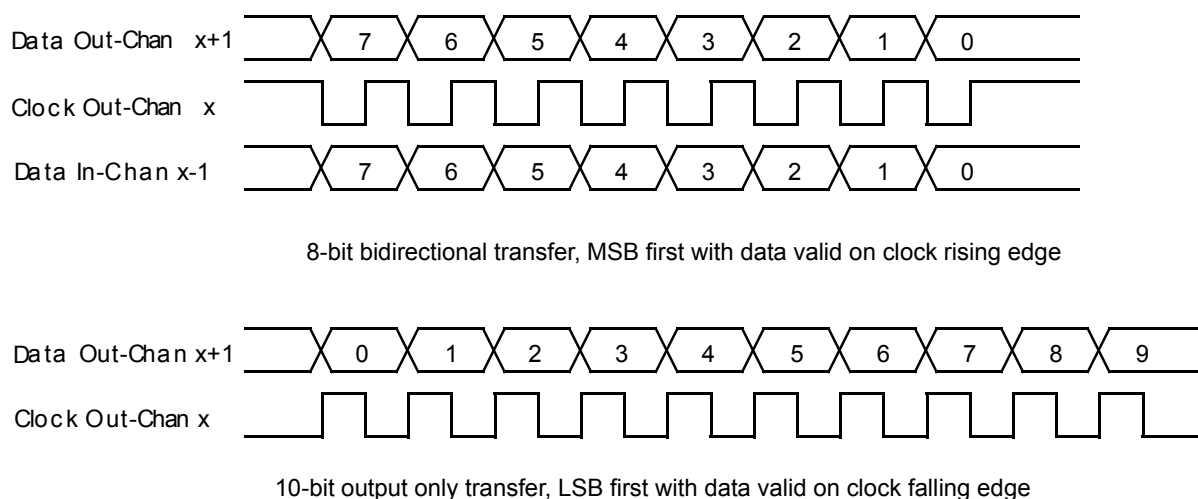 Data Out-Chan x+1 7 6 5 4 3 2 1 0
Clock Out-Chan x
Data In-Chan x-1 7 6 5 4 3 2 1 0
8-bit bidirectional transfer, MSB first with data valid on clock rising edge
Data Out-Chan x+1 0 1 2 3 4 5 6 7 8 9
Clock Out-Chan x
10-bit output only transfer, LSB first with data valid on clock falling edge